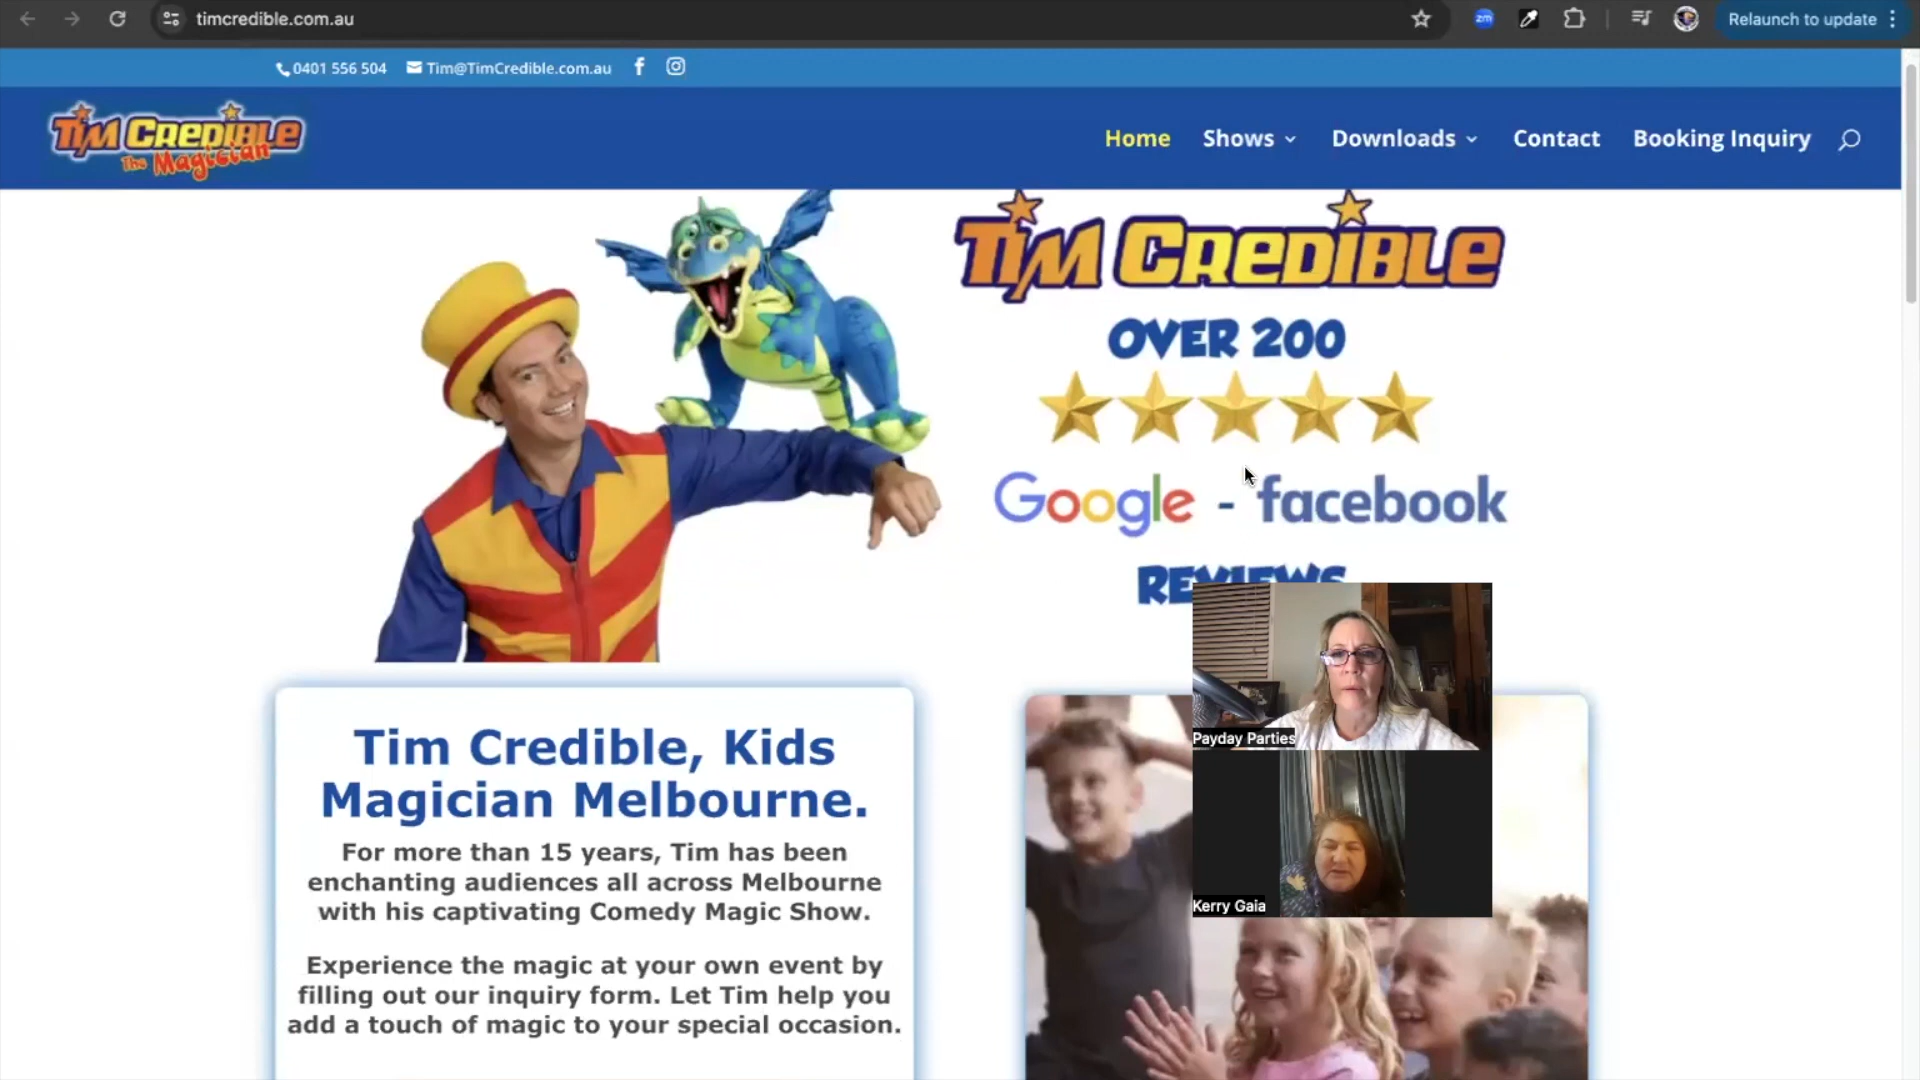 timcredible.com.au
zm
Relaunch to update
0401 556 504
Tim@TimCredible.com.au
TIM CREDIBLE
The Magician
Home
Shows
Downloads
Contact
Booking Inquiry
TIM CREDIBLE
OVER 200
Google - facebook
REVIEWS
Payday Parties
Kerry Gaia
Tim Credible, Kids
Magician Melbourne.
For more than 15 years, Tim has been
enchanting audiences all across Melbourne
with his captivating Comedy Magic Show.
Experience the magic at your own event by
filling out our inquiry form. Let Tim help you
add a touch of magic to your special occasion.